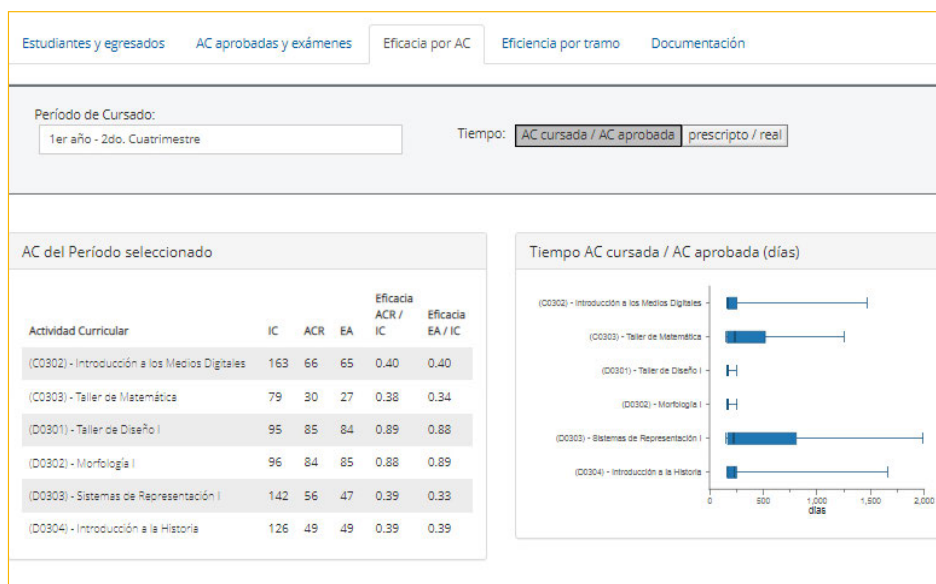 Estudiantes y egresados AC aprobadas y exámenes Eficacia por AC Eficiencia por tramo Documentación
Período de Cursado:
1er año - 2do. Cuatrimestre
Tiempo: AC cursada / AC aprobada prescripto / real
AC del Período seleccionado
Actividad Curricular IC ACR EA Eficacia ACR / IC Eficacia EA / IC
(C0302) - Introducción a los Medios Digitales 163 66 65 0.40 0.40
(C0303) - Taller de Matemática 79 30 27 0.38 0.34
(D0301) - Taller de Diseño I 95 85 84 0.89 0.88
(D0302) - Morfología I 96 84 85 0.88 0.89
(D0303) - Sistemas de Representación I 142 56 47 0.39 0.33
(D0304) - Introducción a la Historia 126 49 49 0.39 0.39
Tiempo AC cursada / AC aprobada (días)
(C0302) - Introducción a los Medios Digitales
(C0303) - Taller de Matemática
(D0301) - Taller de Diseño I
(D0302) - Morfología I
(D0303) - Sistemas de Representación I
(D0304) - Introducción a la Historia
0 500 1,000 1,500 2,000
días